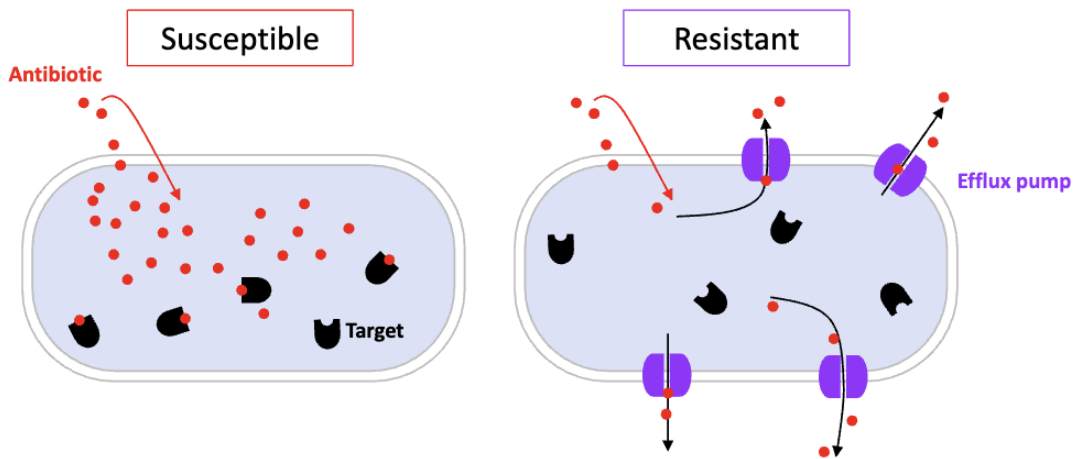 Susceptible
Resistant
Antibiotic
Efflux pump
Target